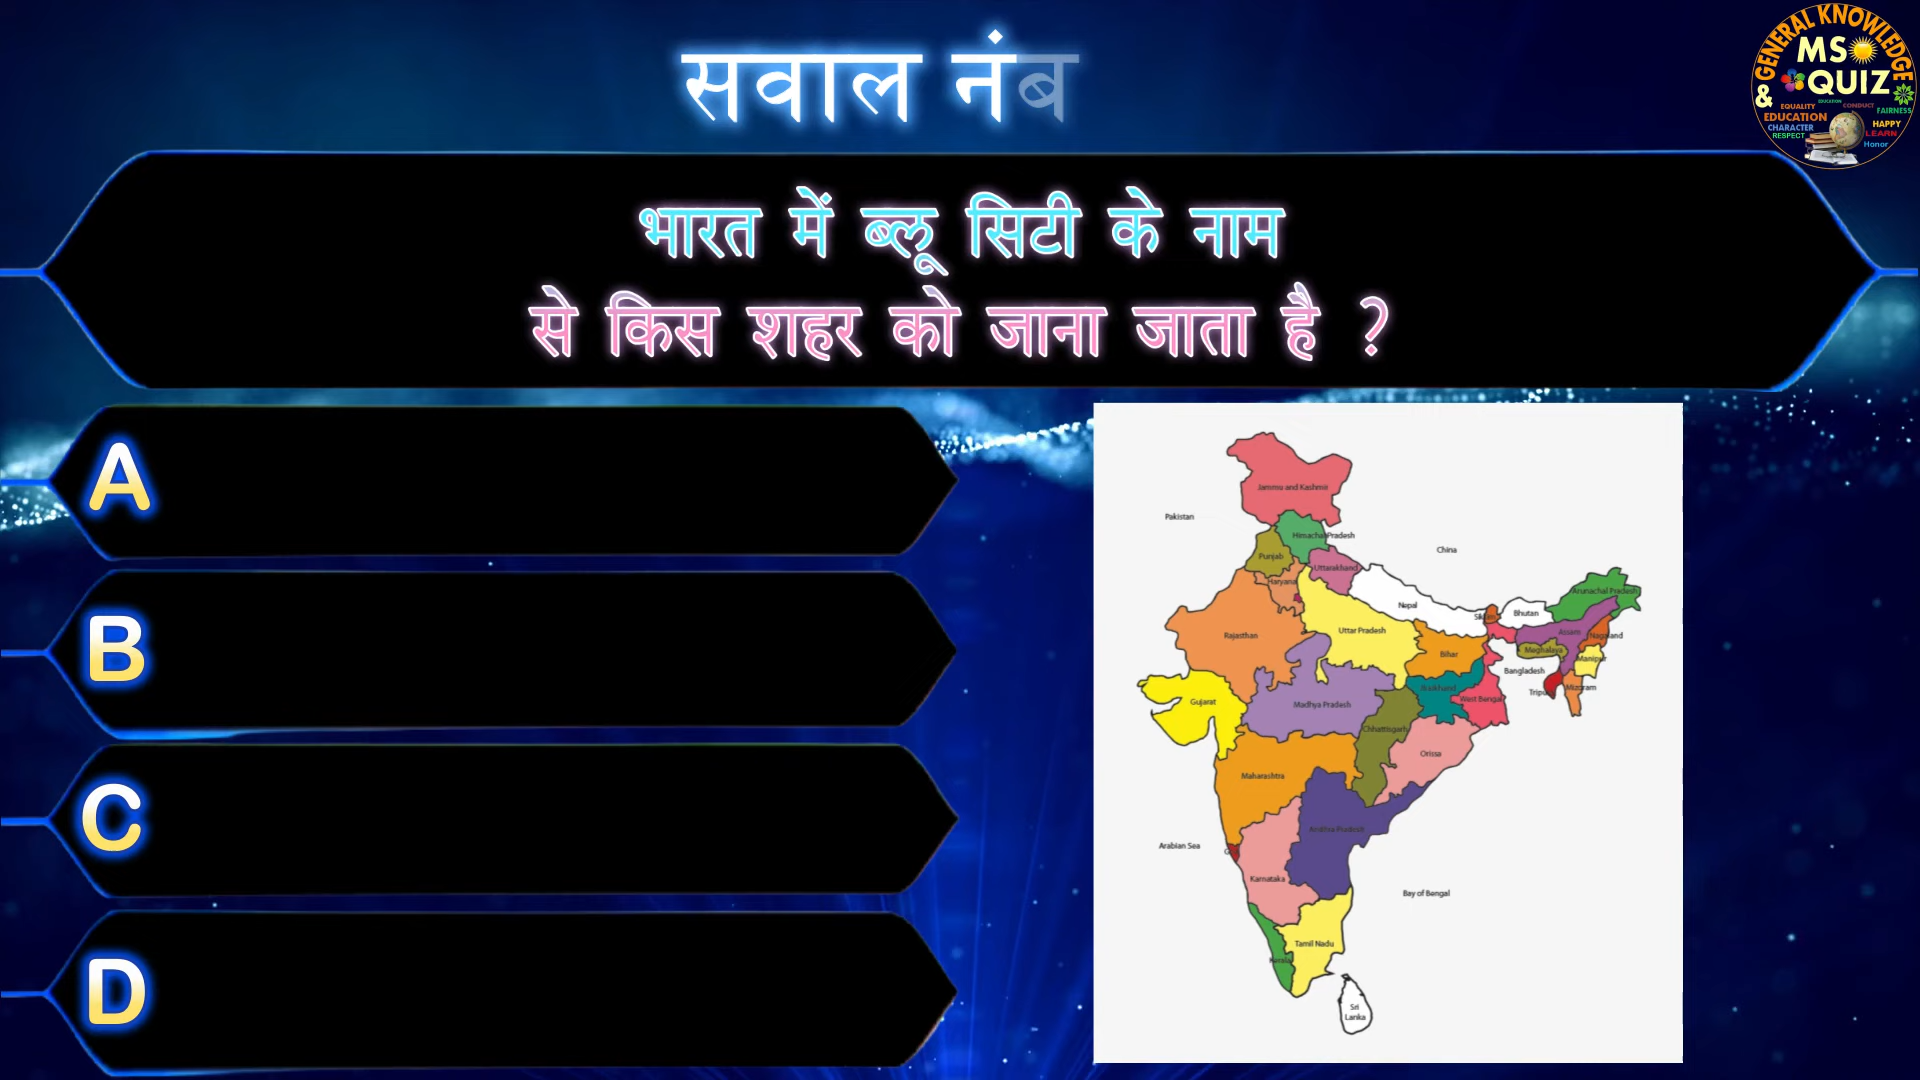 सवाल नंब
GENERAL KNOWLEDGE
&
MS
QUIZ
EQUALITY
EDUCATION
CONDUCT
FAIRNESS
EDUCATION
CHARACTER
HAPPY
RESPECT
LEARN
Honor
भारत में ब्लू सिटी के नाम
से किस शहर को जाना जाता है ?
A
B
C
D
Jammu and Kashmir
Pakistan
Himachal Pradesh
China
Punjab
Uttarakhand
Haryana
Arunachal Pradesh
Nepal
Bhutan
Rajasthan
Uttar Pradesh
Assam
Nagaland
Bihar
Meghalaya
Manipur
Bangladesh
Mizoram
Gujarat
Madhya Pradesh
West Bengal
Chhattisgarh
Orissa
Maharashtra
Andhra Pradesh
Arabian Sea
Karnataka
Bay of Bengal
Tamil Nadu
Kerala
Sri
Lanka